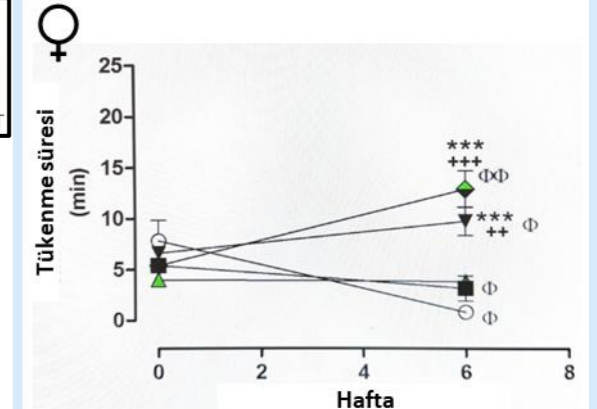 ♀
Tükenme süresi
(min)
25
20
15
10
5
0
***
+++
ΦΦ
***
++
Φ
Φ
Φ
0 2 4 6 8
Hafta